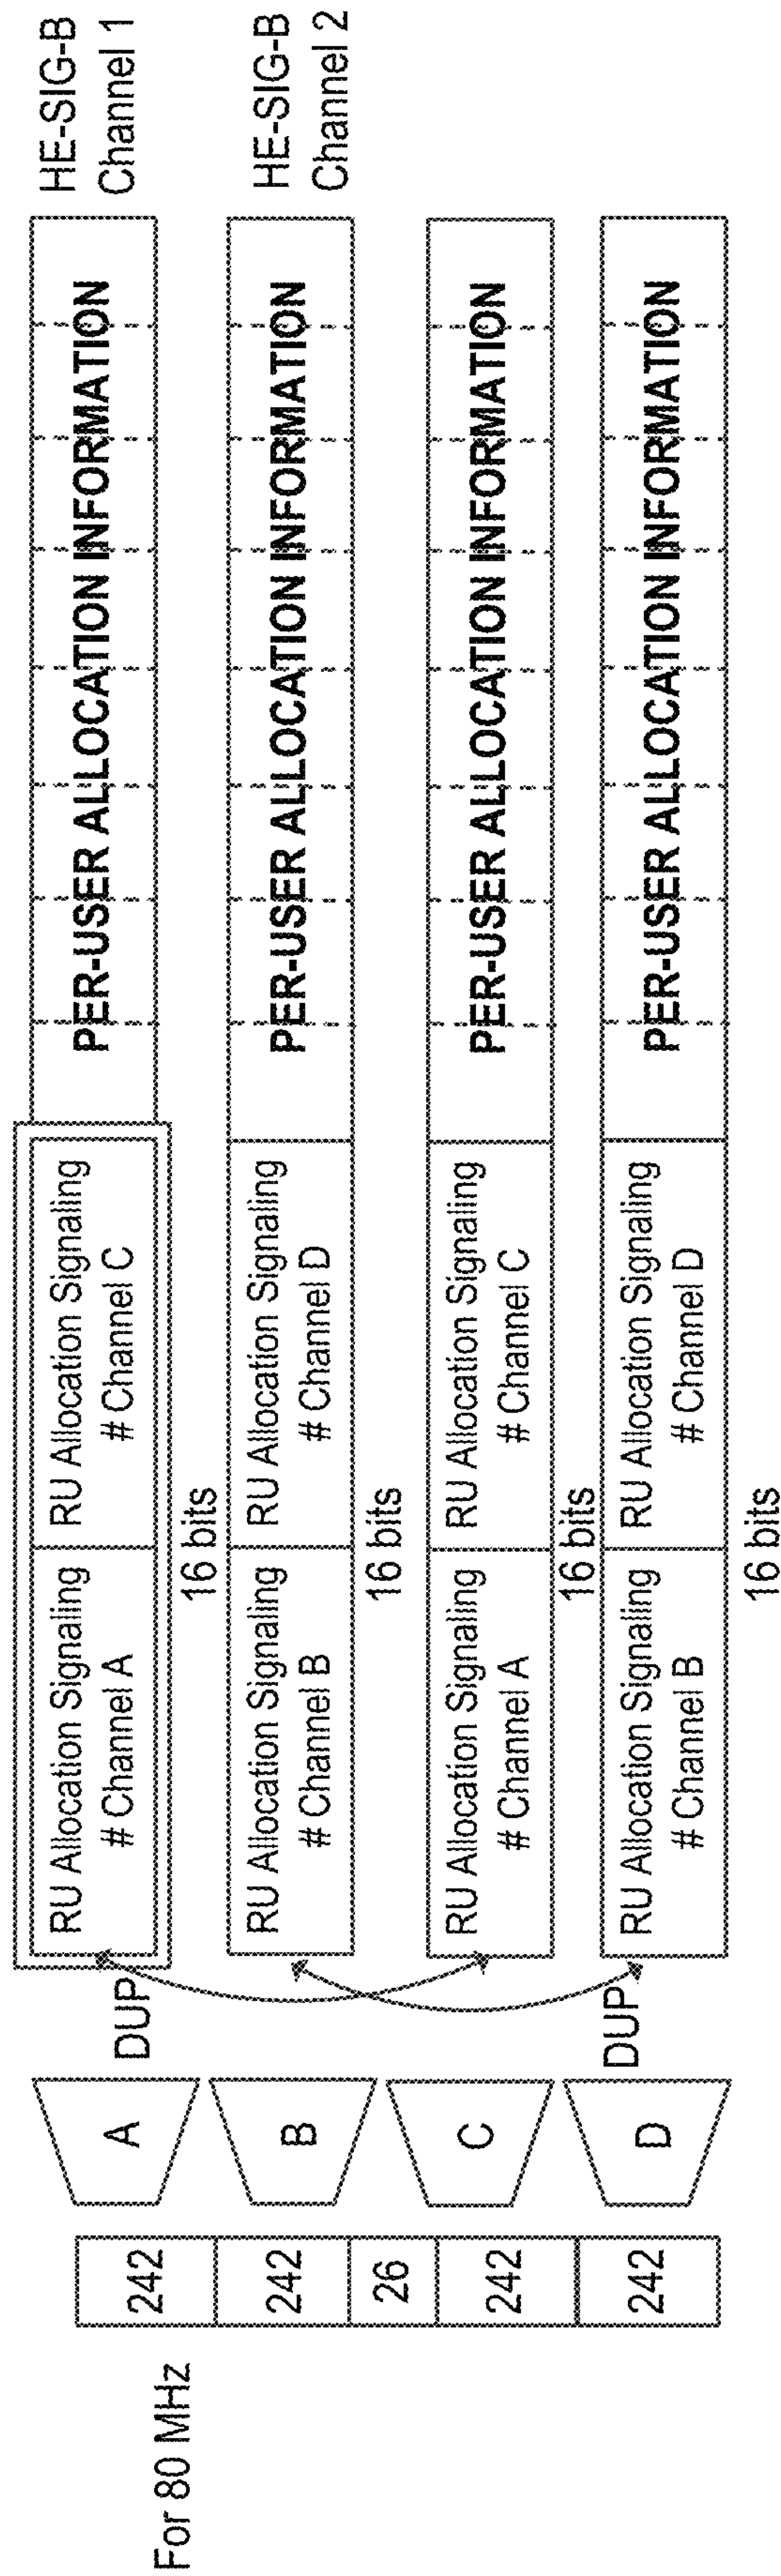 For 80 MHz
242
242
26
242
242
A
B
C
D
DUP
DUP
RU Allocation Signaling
# Channel A
RU Allocation Signaling
# Channel C
PER-USER ALLOCATION INFORMATION
HE-SIG-B
Channel 1
16 bits
RU Allocation Signaling
# Channel B
RU Allocation Signaling
# Channel D
PER-USER ALLOCATION INFORMATION
HE-SIG-B
Channel 2
16 bits
RU Allocation Signaling
# Channel A
RU Allocation Signaling
# Channel C
PER-USER ALLOCATION INFORMATION
16 bits
RU Allocation Signaling
# Channel B
RU Allocation Signaling
# Channel D
PER-USER ALLOCATION INFORMATION
16 bits